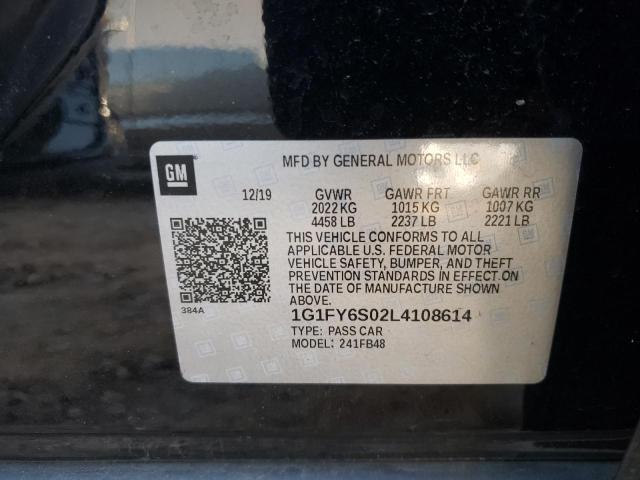 GM
MFD BY GENERAL MOTORS LLC
12/19 GVWR GAWR FRT GAWR RR
2022 KG 1015 KG 1007 KG
4458 LB 2237 LB 2221 LB
THIS VEHICLE CONFORMS TO ALL
APPLICABLE U.S. FEDERAL MOTOR
VEHICLE SAFETY, BUMPER, AND THEFT
PREVENTION STANDARDS IN EFFECT ON
THE DATE OF MANUFACTURE SHOWN
ABOVE.
384A
1G1FY6S02L4108614
TYPE: PASS CAR
MODEL: 241FB48